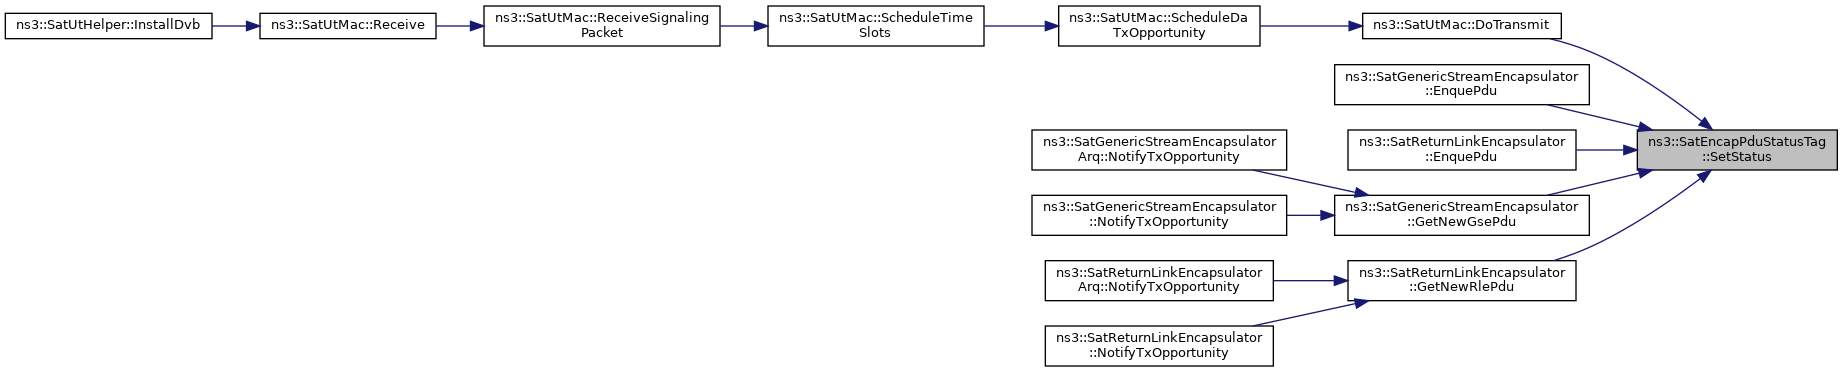 ns3::SatUtHelper::InstallDvb
ns3::SatUtMac::Receive
ns3::SatUtMac::ReceiveSignaling
Packet
ns3::SatUtMac::ScheduleTime
Slots
ns3::SatUtMac::ScheduleDa
TxOpportunity
ns3::SatUtMac::DoTransmit
ns3::SatGenericStreamEncapsulator
::EnquePdu
ns3::SatGenericStreamEncapsulator
Arq::NotifyTxOpportunity
ns3::SatReturnLinkEncapsulator
::EnquePdu
ns3::SatEncapPduStatusTag
::SetStatus
ns3::SatGenericStreamEncapsulator
::NotifyTxOpportunity
ns3::SatGenericStreamEncapsulator
::GetNewGsePdu
ns3::SatReturnLinkEncapsulator
Arq::NotifyTxOpportunity
ns3::SatReturnLinkEncapsulator
::GetNewRlePdu
ns3::SatReturnLinkEncapsulator
::NotifyTxOpportunity